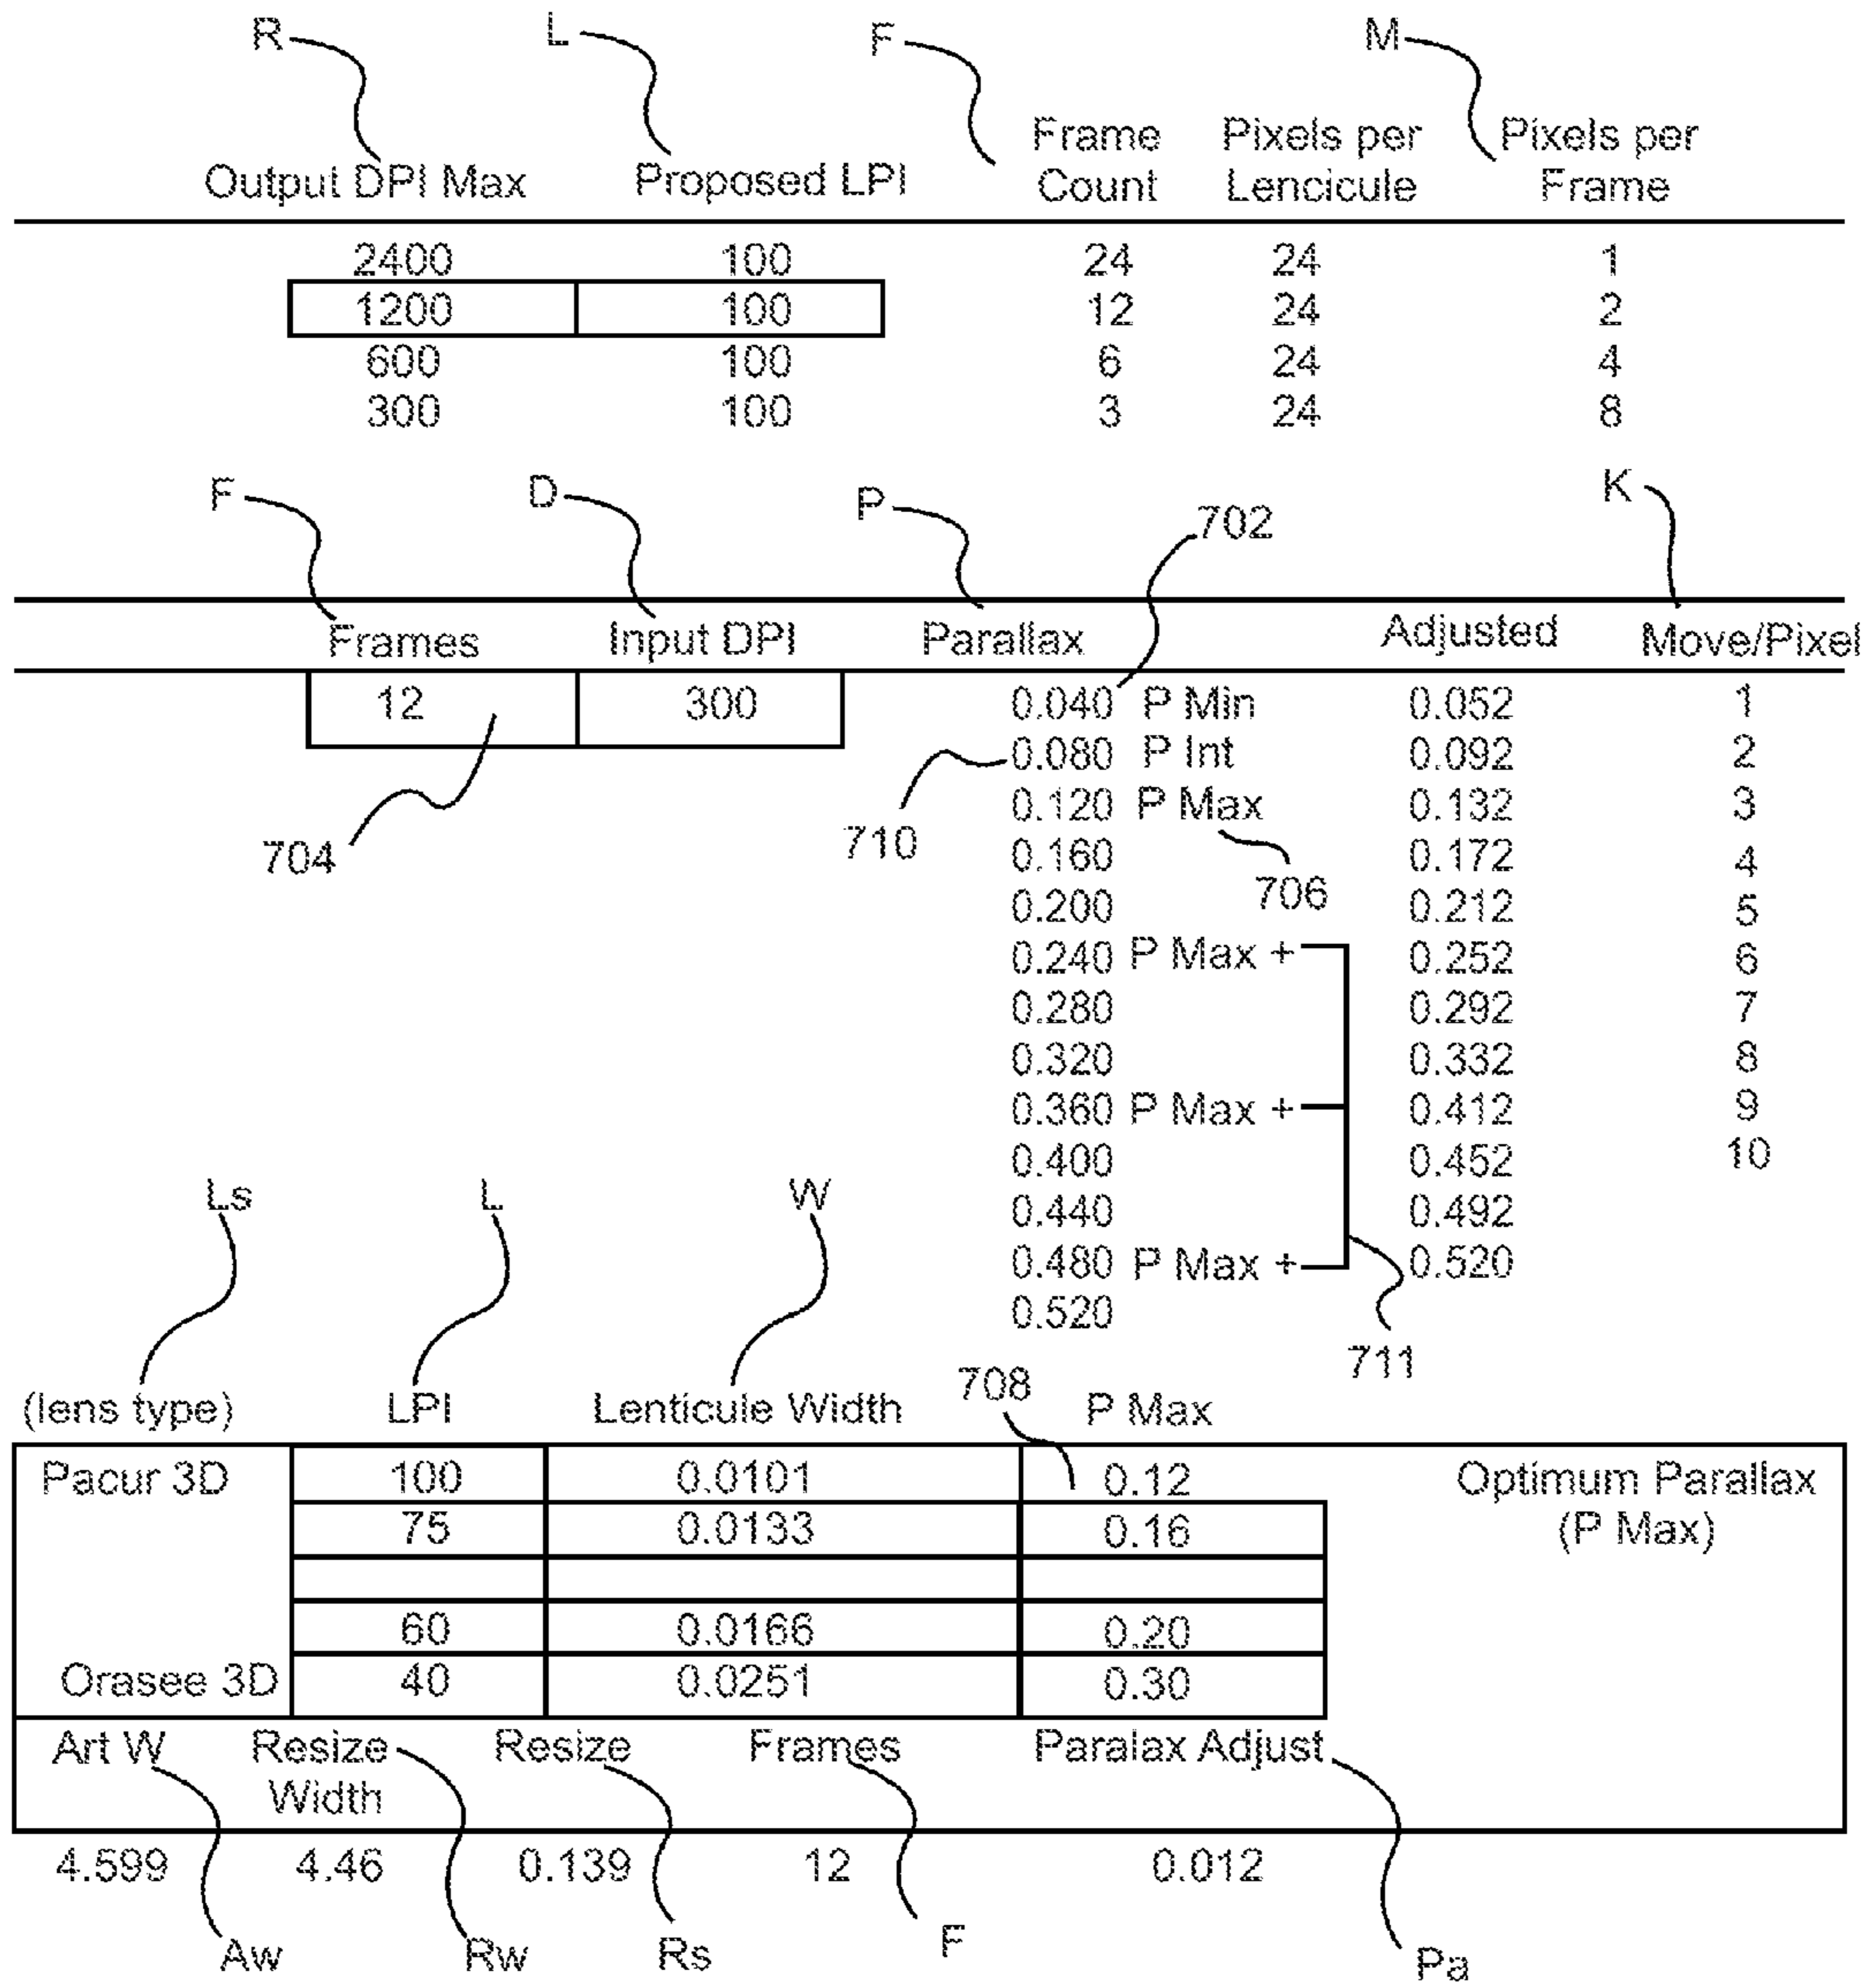 R L F M
Frame Pixels per Pixels per
Output DPI Max Proposed LPI Count Lencicule Frame
2400 100 24 24 1
1200 100 12 24 2
600 100 6 24 4
300 100 3 24 8
F D P 702 K
Frames Input DPI Parallax Adjusted Move/Pixel
12 300 0.040 P Min 0.052 1
710 0.080 P Int 0.092 2
704 0.120 P Max 0.132 3
0.160 706 0.172 4
0.200 0.212 5
0.240 P Max + 0.252 6
0.280 0.292 7
0.320 0.332 8
0.360 P Max + 0.412 9
0.400 0.452 10
0.440 0.492
0.480 P Max + 0.520
0.520
711
Ls L W 708
(lens type) LPI Lenticule Width P Max
Pacur 3D 100 0.0101 0.12 Optimum Parallax
75 0.0133 0.16 (P Max)
60 0.0166 0.20
Orasee 3D 40 0.0251 0.30
Art W Resize Resize Frames Paralax Adjust
Width
4.599 4.46 0.139 12 0.012
Aw Rw Rs F Pa